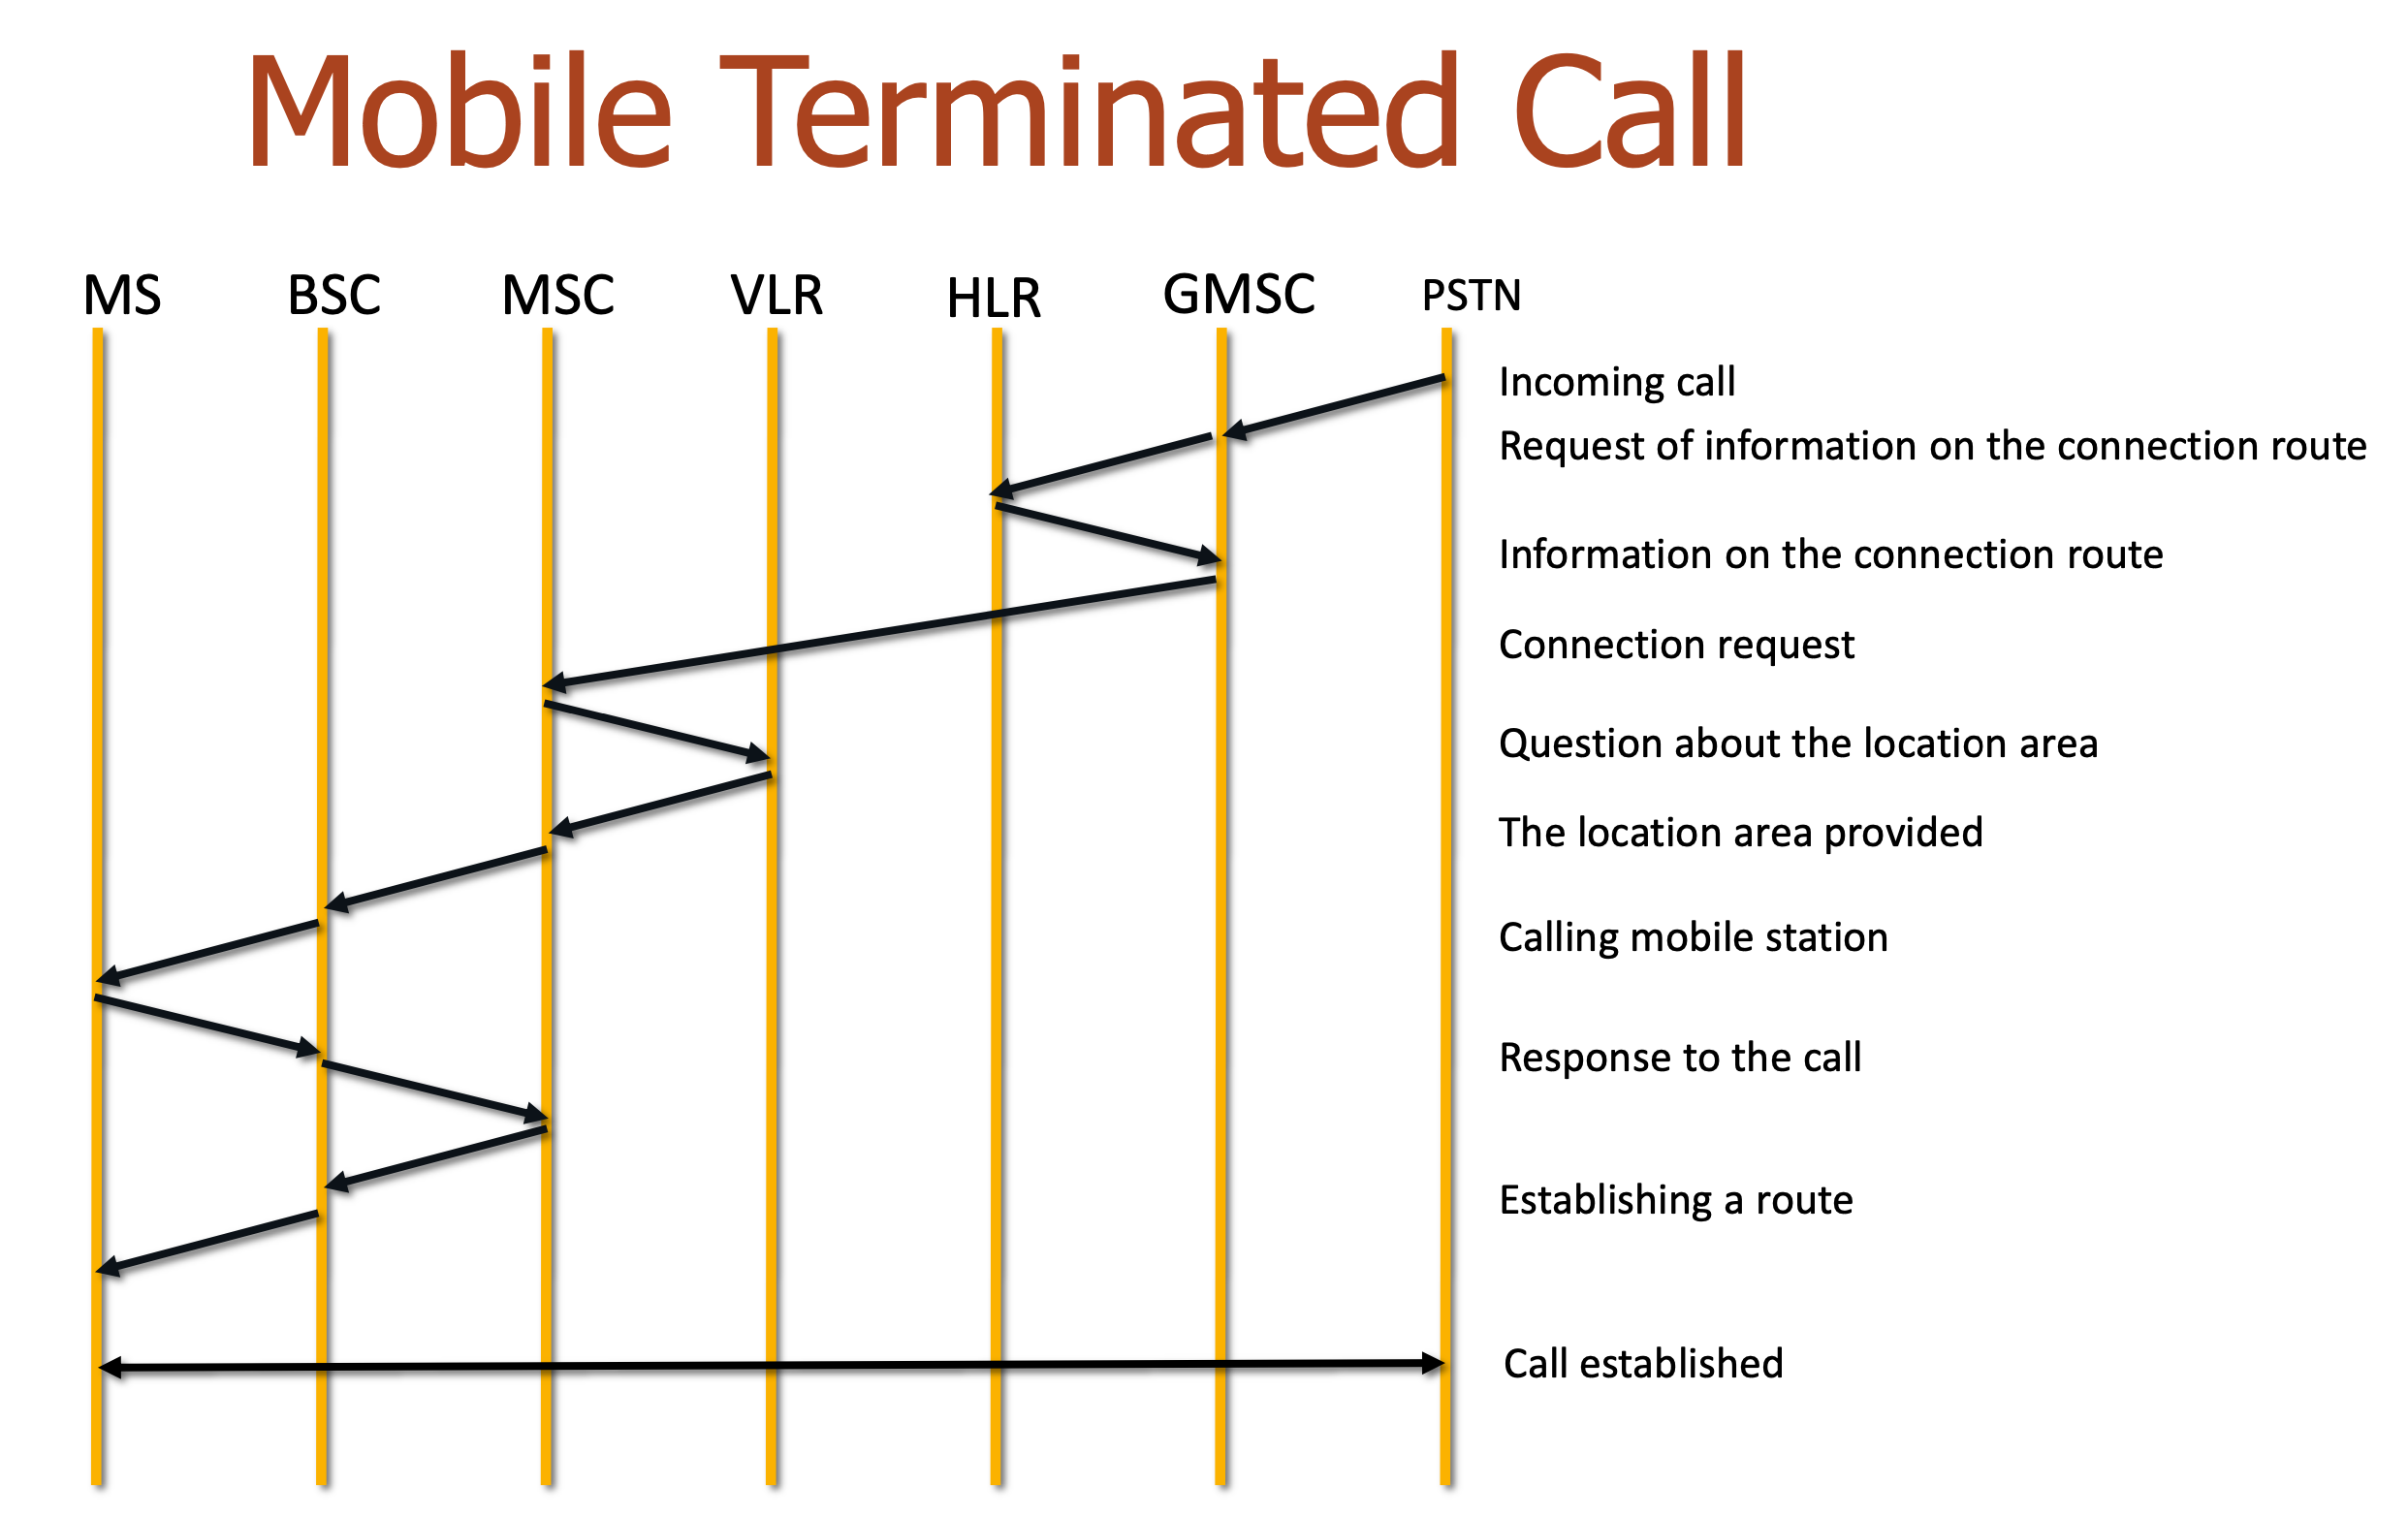 Mobile Terminated Call
MS BSC MSC VLR HLR GMSC PSTN
Incoming call
Request of information on the connection route
Information on the connection route
Connection request
Question about the location area
The location area provided
Calling mobile station
Response to the call
Establishing a route
Call established